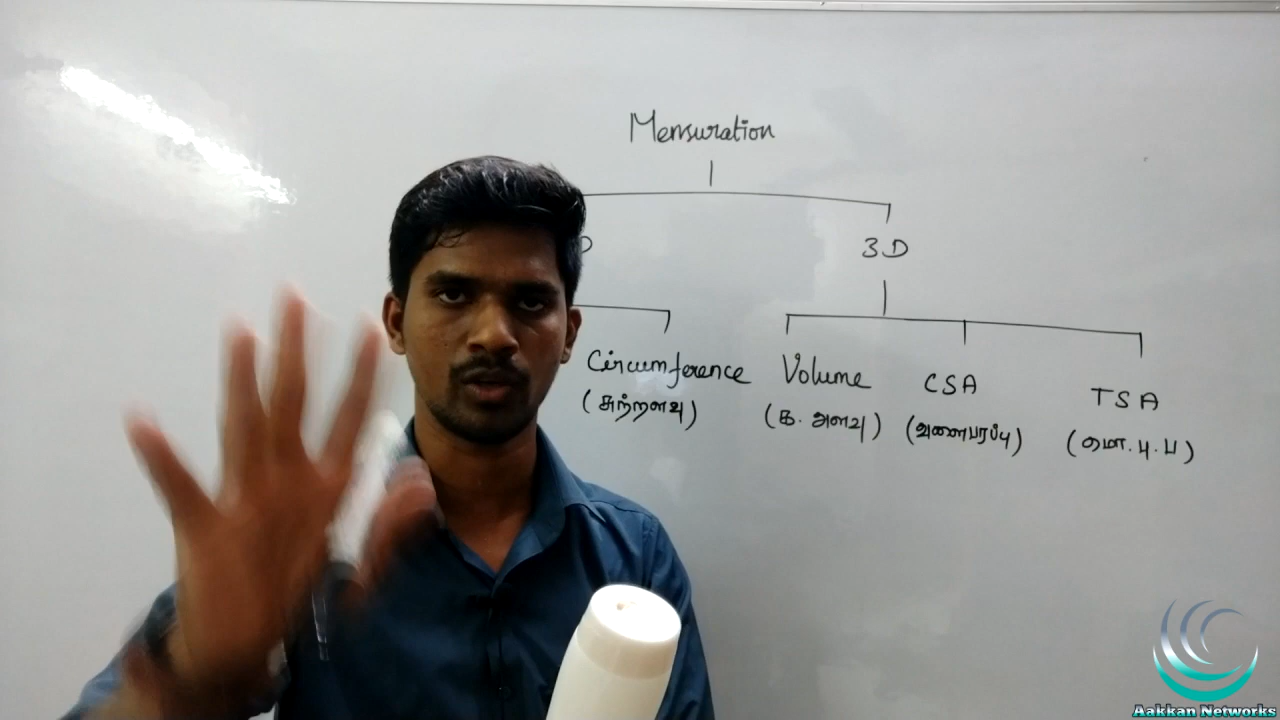 Mensuration
D 3D
Circumference Volume CSA TSA
(சுற்றளவு) (க. அளவு) (வளைபரப்பு) (மொ. பு. ப)
Aakkan Networks